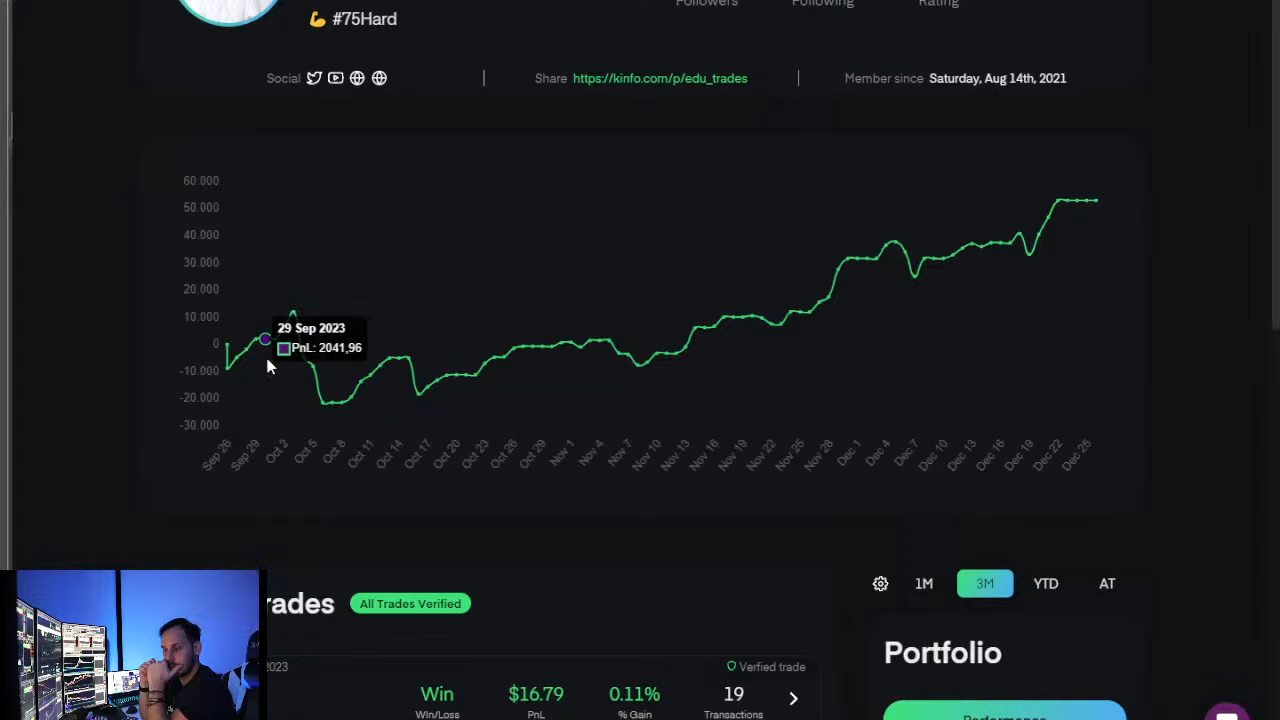 Followers Following Rating
💪 #75Hard
Social
Share https://kinfo.com/p/edu_trades
Member since Saturday, Aug 14th, 2021
60.000
50.000
40.000
30.000
20.000
10.000
0
-10.000
-20.000
-30.000
29 Sep 2023
PnL: 2041,96
Sep 26 Sep 29 Oct 2 Oct 5 Oct 8 Oct 11 Oct 14 Oct 17 Oct 20 Oct 23 Oct 26 Oct 29 Nov 1 Nov 4 Nov 7 Nov 10 Nov 13 Nov 16 Nov 19 Nov 22 Nov 25 Nov 28 Dec 1 Dec 4 Dec 7 Dec 10 Dec 13 Dec 16 Dec 19 Dec 22 Dec 25
1M 3M YTD AT
rades All Trades Verified
Portfolio
2023 Verfied trade
Win $16.79 0.11% 19
Win/Loss PnL % Gain Transactions
Performance